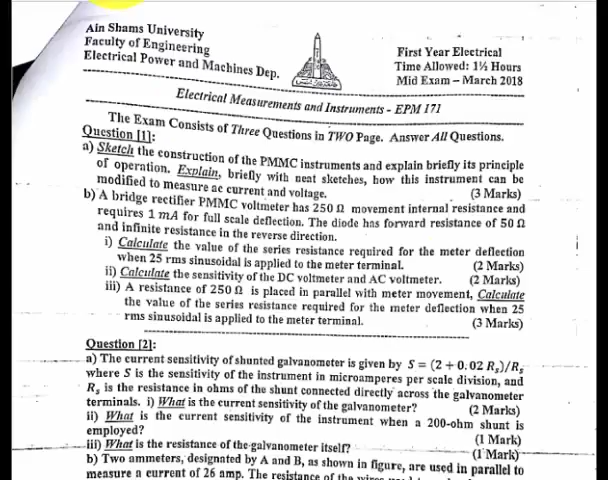 Ain Shams University
Faculty of Engineering
Electrical Power and Machines Dep.
First Year Electrical
Time Allowed: 1½ Hours
Mid Exam – March 2018
Electrical Measurements and Instruments - EPM 171
The Exam Consists of Three Questions in TWO Page. Answer All Questions.
Question [1]:
a) Sketch the construction of the PMMC instruments and explain briefly its principle
of operation. Explain, briefly with neat sketches, how this instrument can be
modified to measure ac current and voltage. (3 Marks)
b) A bridge rectifier PMMC voltmeter has 250 Ω movement internal resistance and
requires 1 mA for full scale deflection. The diode has forward resistance of 50 Ω
and infinite resistance in the reverse direction.
i) Calculate the value of the series resistance required for the meter deflection
when 25 rms sinusoidal is applied to the meter terminal. (2 Marks)
ii) Calculate the sensitivity of the DC voltmeter and AC voltmeter. (2 Marks)
iii) A resistance of 250 Ω is placed in parallel with meter movement, Calculate
the value of the series resistance required for the meter deflection when 25
rms sinusoidal is applied to the meter terminal. (3 Marks)
Question [2]:
a) The current sensitivity of shunted galvanometer is given by S = (2 + 0.02 Rs)/Rs
where S is the sensitivity of the instrument in microamperes per scale division, and
Rs is the resistance in ohms of the shunt connected directly across the galvanometer
terminals. i) What is the current sensitivity of the galvanometer? (2 Marks)
ii) What is the current sensitivity of the instrument when a 200-ohm shunt is
employed? (1 Mark)
iii) What is the resistance of the galvanometer itself? (1 Mark)
b) Two ammeters, designated by A and B, as shown in figure, are used in parallel to
measure a current of 26 amp. The resistance of the wires